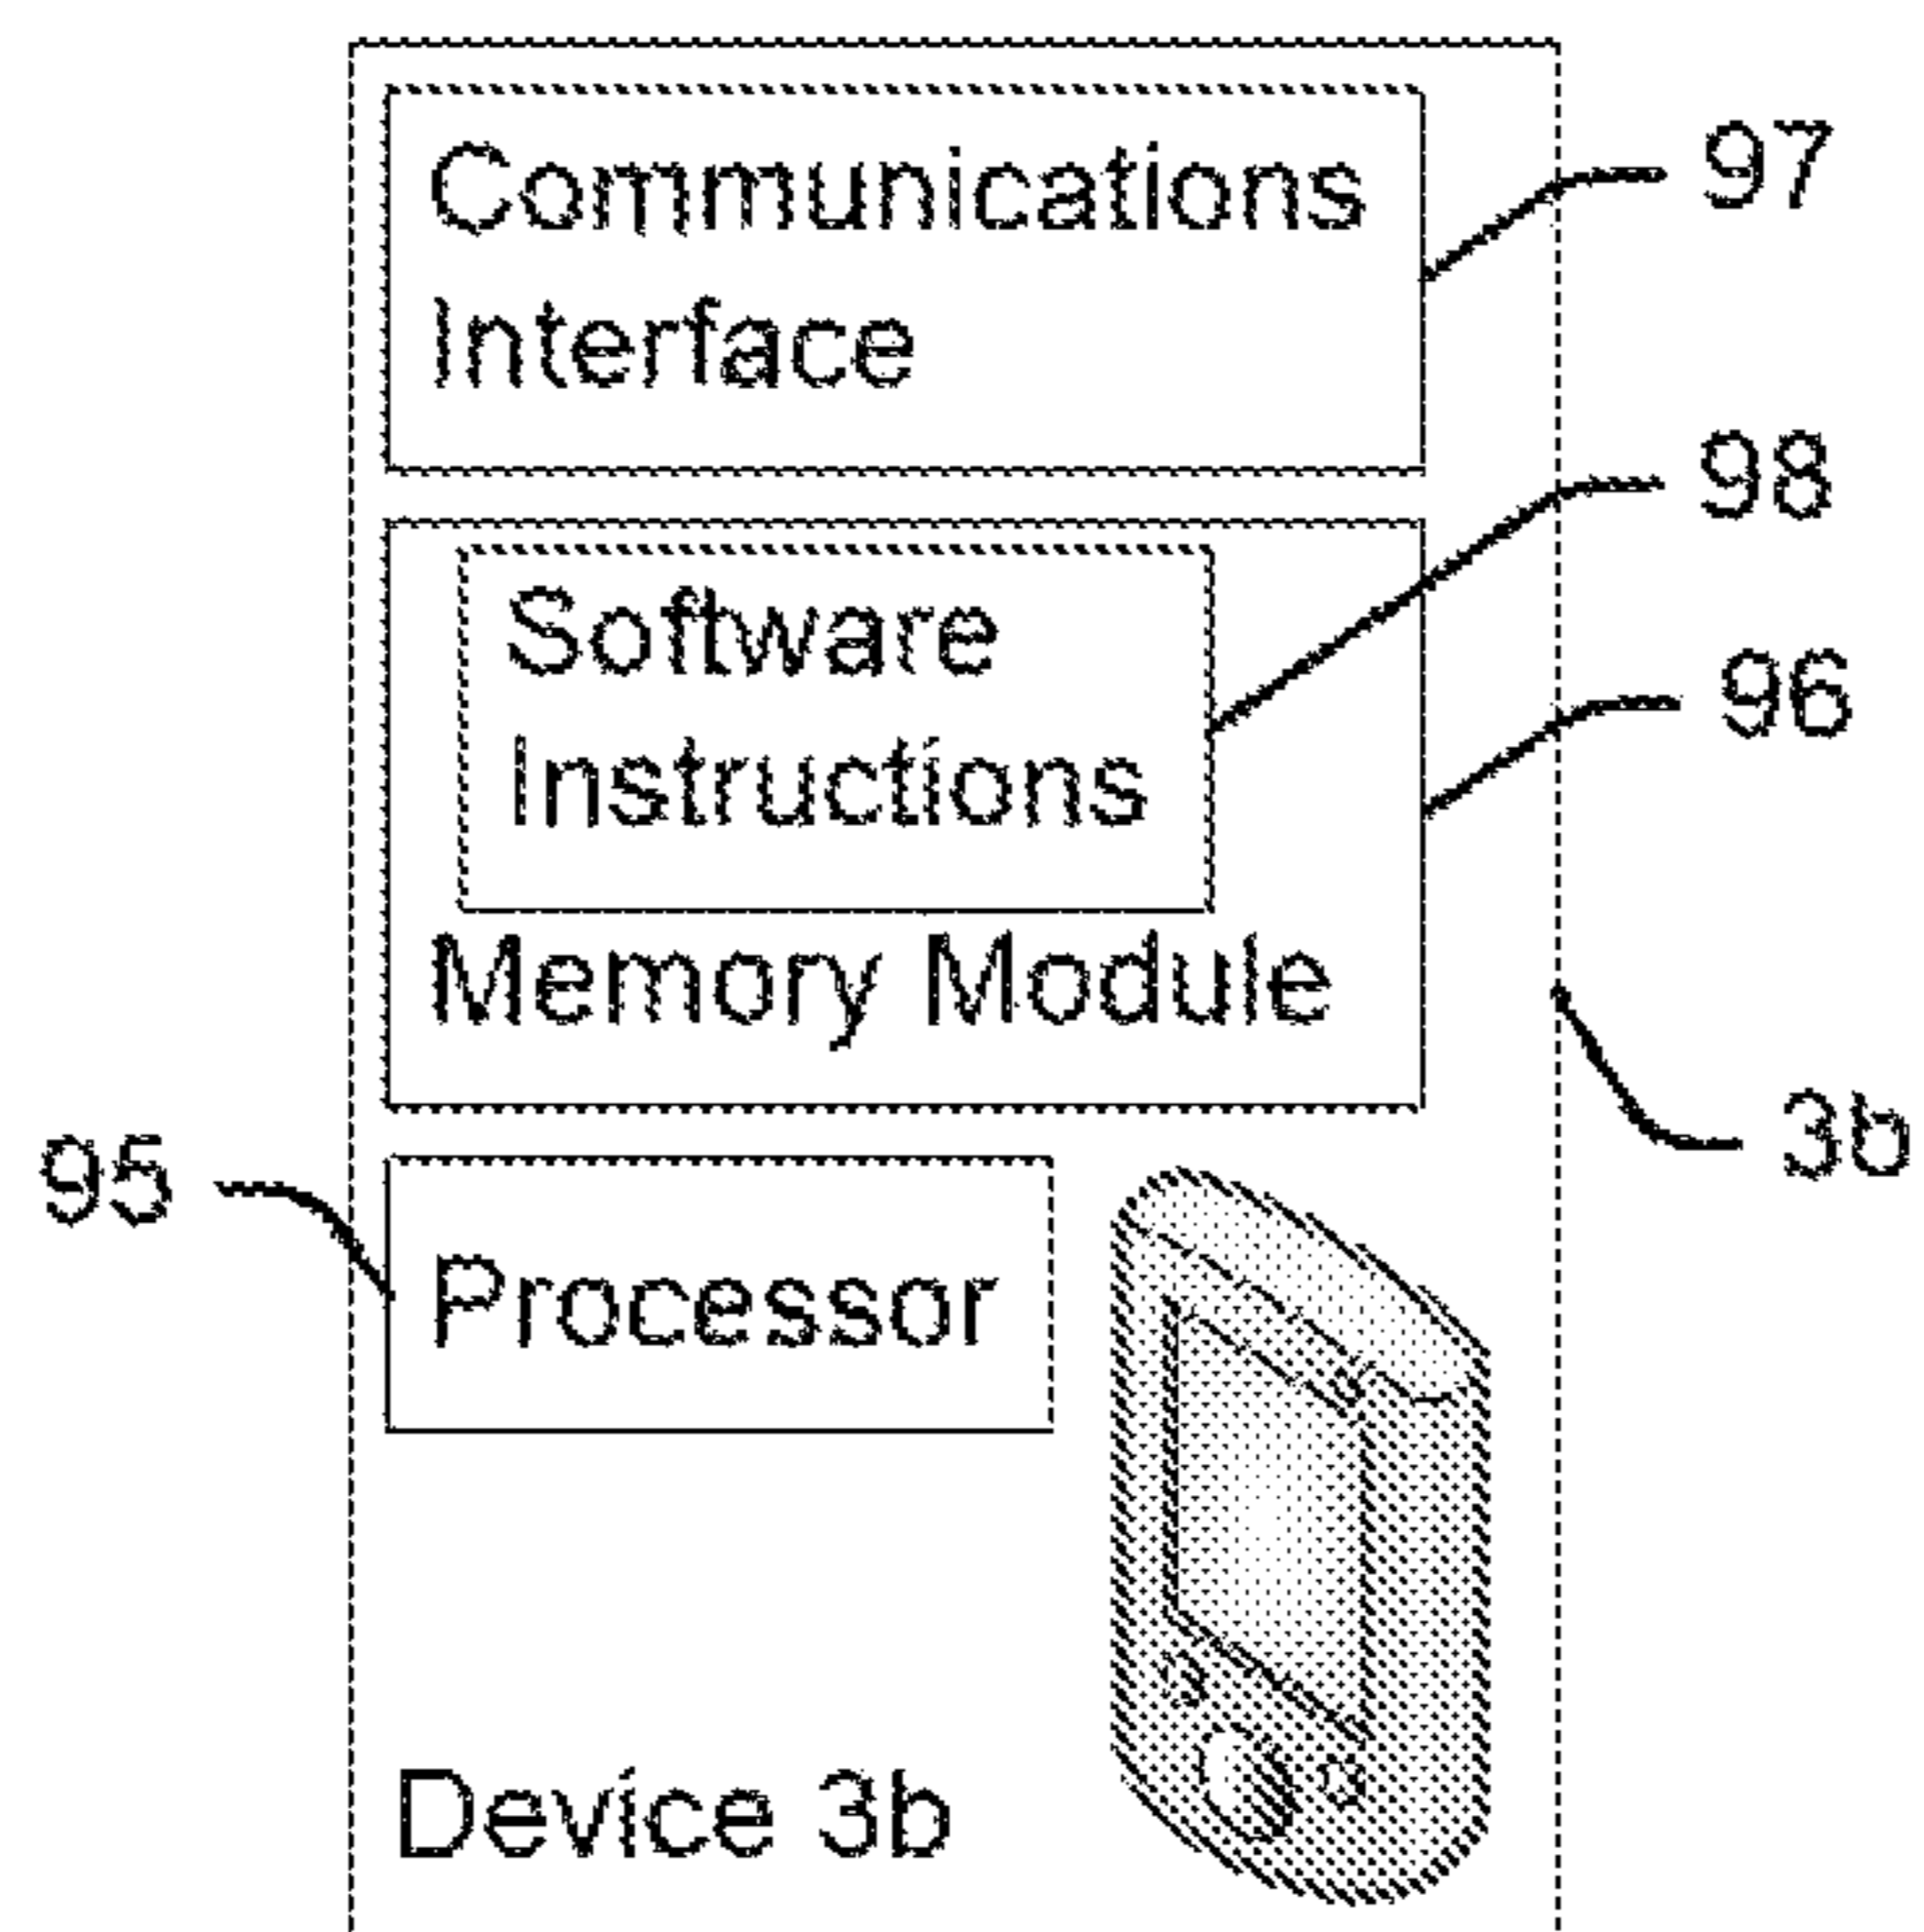 Communications
Interface
97
98
Software
Instructions
96
Memory Module
3b
95
Processor
Device 3b